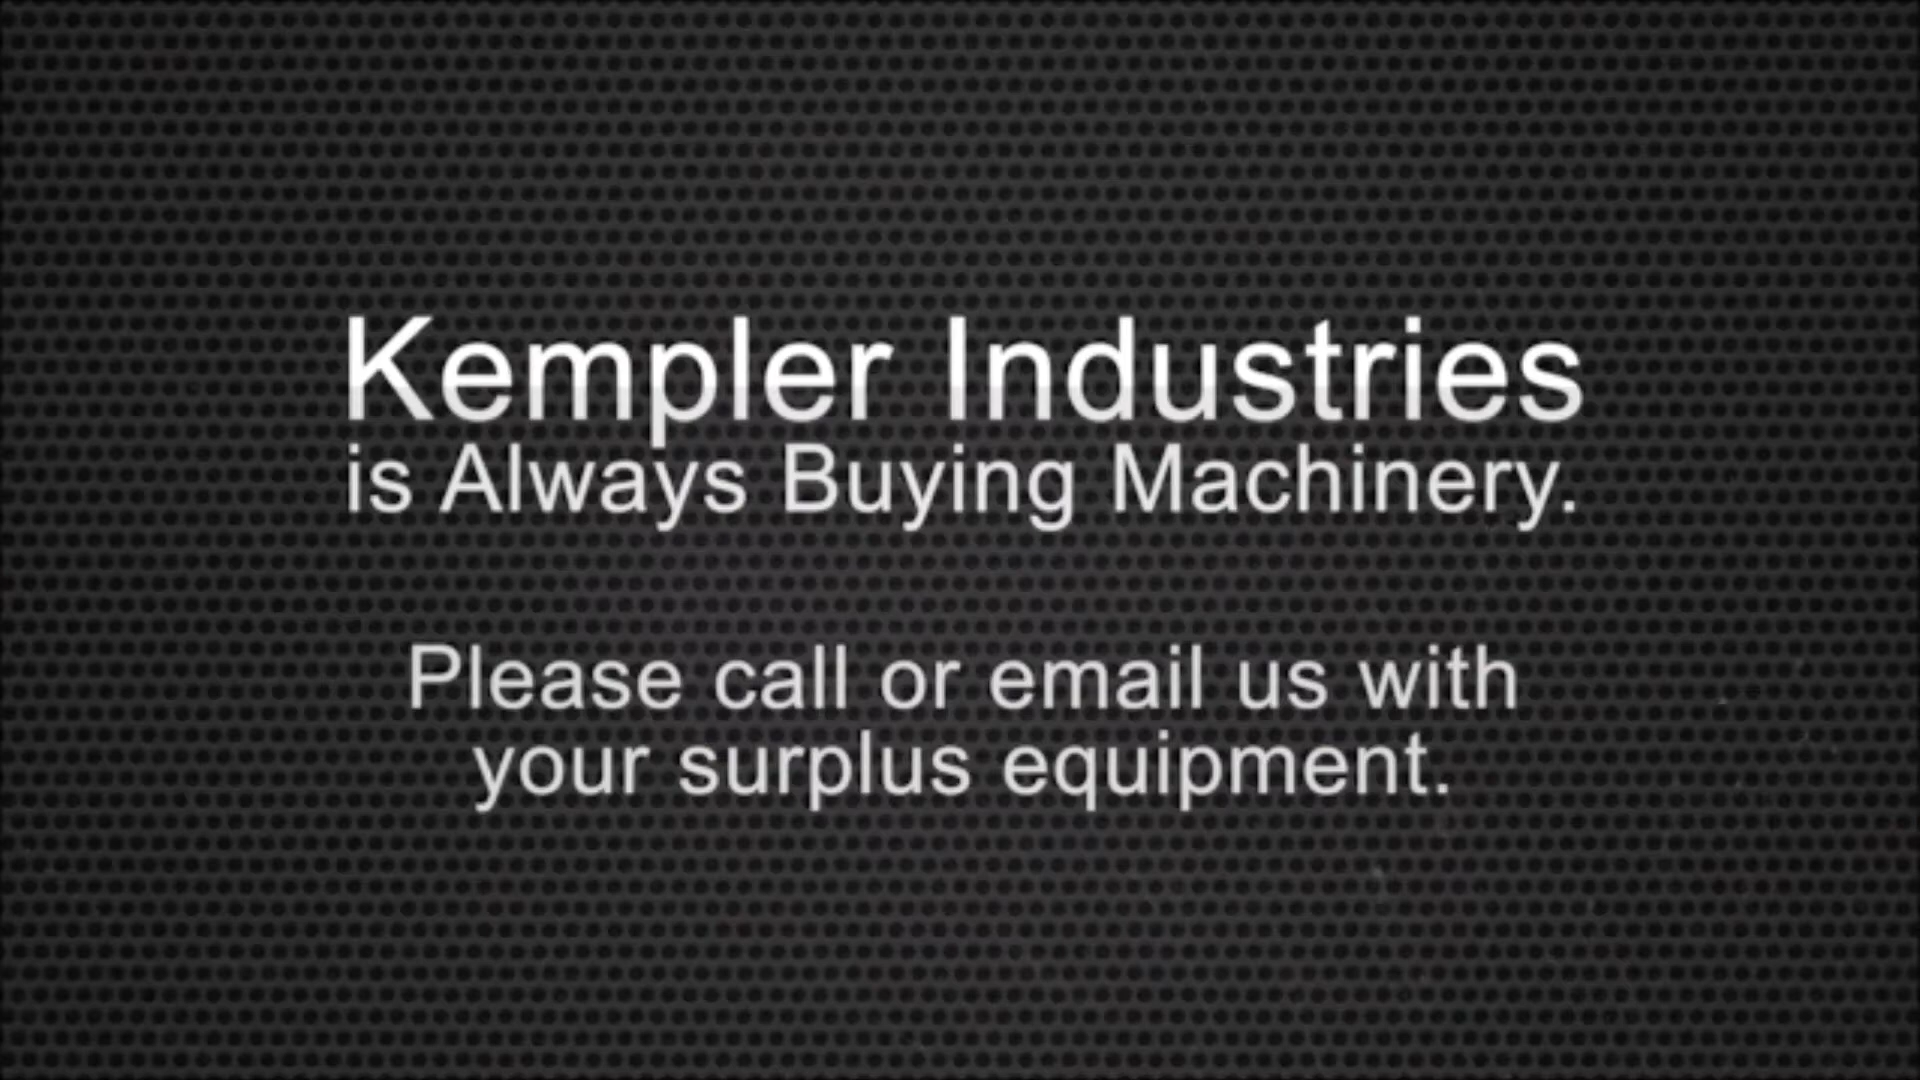 Kempler Industries
is Always Buying Machinery.
Please call or email us with
your surplus equipment.